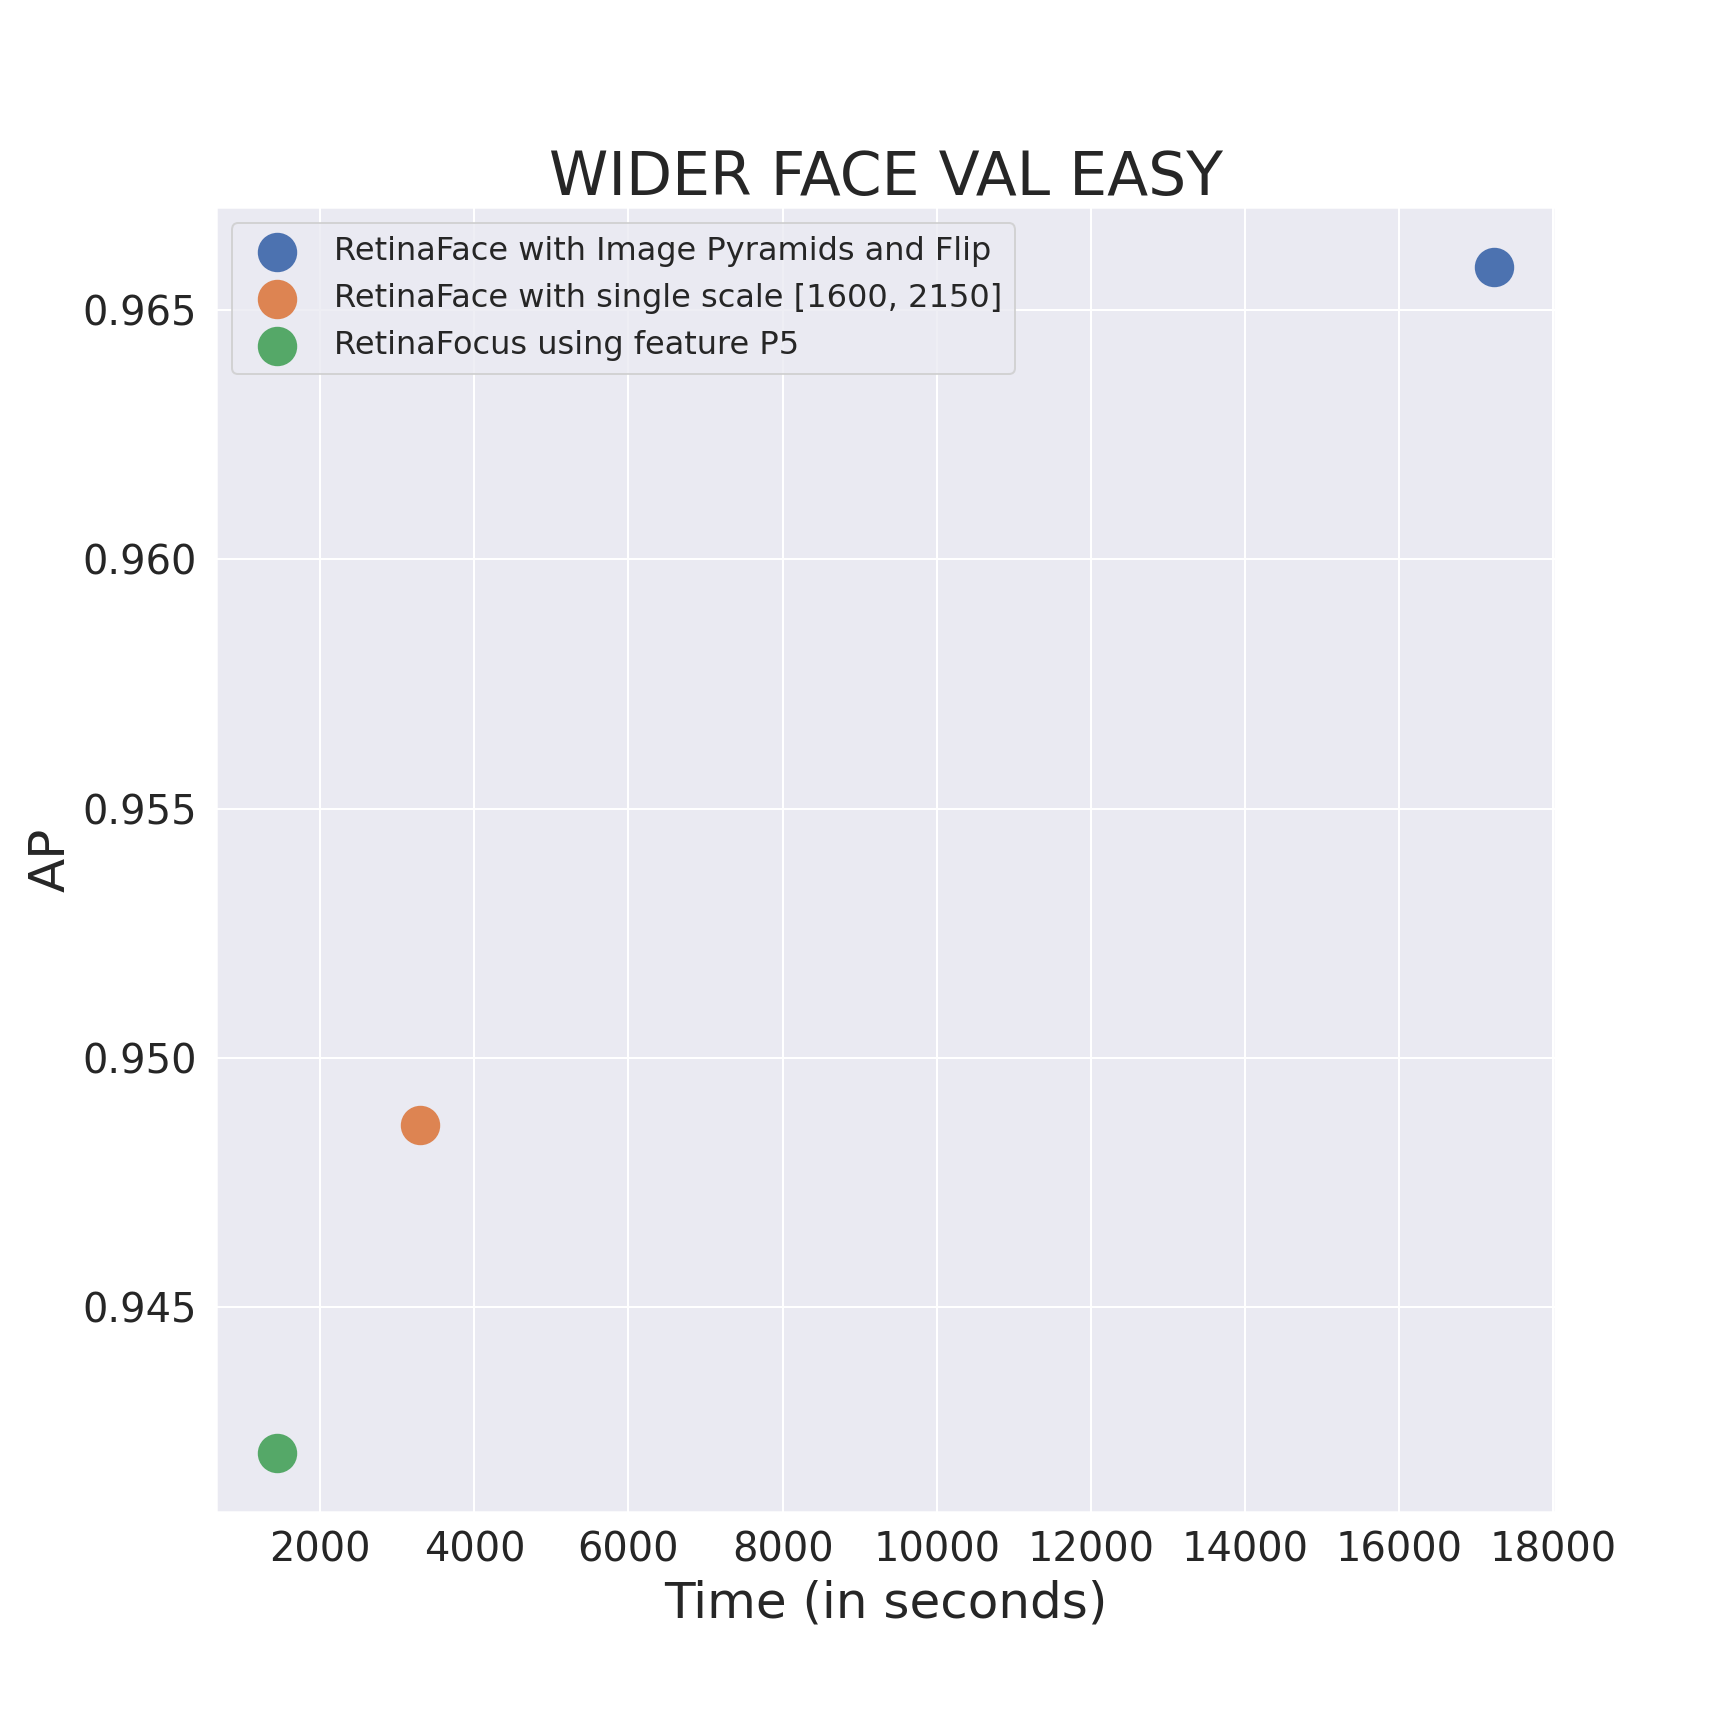 WIDER FACE VAL EASY
RetinaFace with Image Pyramids and Flip
RetinaFace with single scale [1600, 2150]
RetinaFocus using feature P5
0.965
0.960
0.955
0.950
0.945
AP
2000 4000 6000 8000 10000 12000 14000 16000 18000
Time (in seconds)